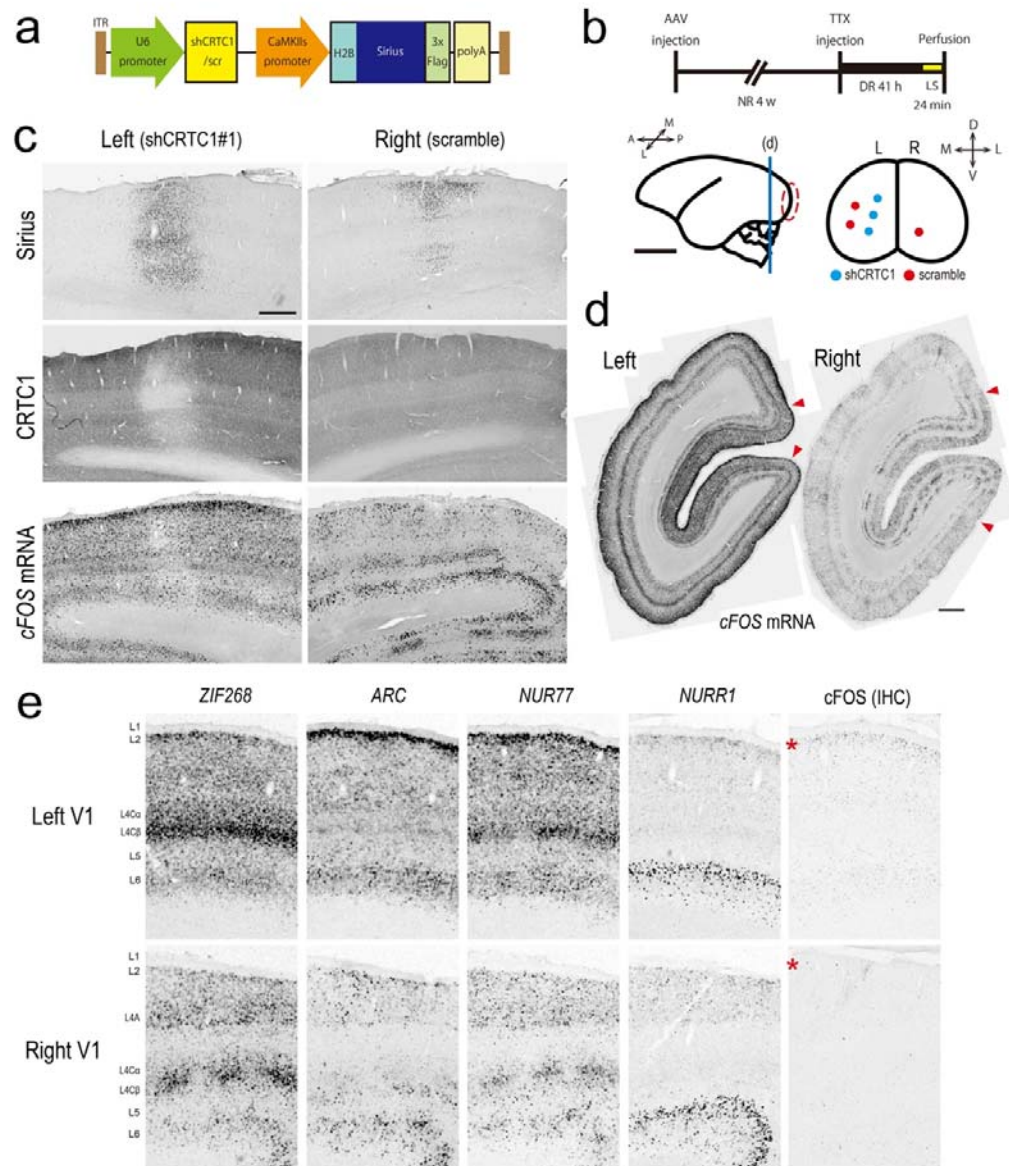 a
ITR
U6
promoter
shCRTC1
/scr
CaMKIIs
promoter
H2B
Sirius
3x
Flag
polyA
b
AAV
injection
TTX
injection
Perfusion
NR 4 w
DR 41 h
LS
24 min
A
M
P
L
(d)
L
R
D
M
L
V
shCRTC1
scramble
c
Left (shCRTC1#1)
Right (scramble)
Sirius
CRTC1
cFOS mRNA
d
Left
Right
cFOS mRNA
e
ZIF268
ARC
NUR77
NURR1
cFOS (IHC)
Left V1
L1
L2
L4Cα
L4Cβ
L5
L6
*
Right V1
L1
L2
L4A
L4Cα
L4Cβ
L5
L6
*